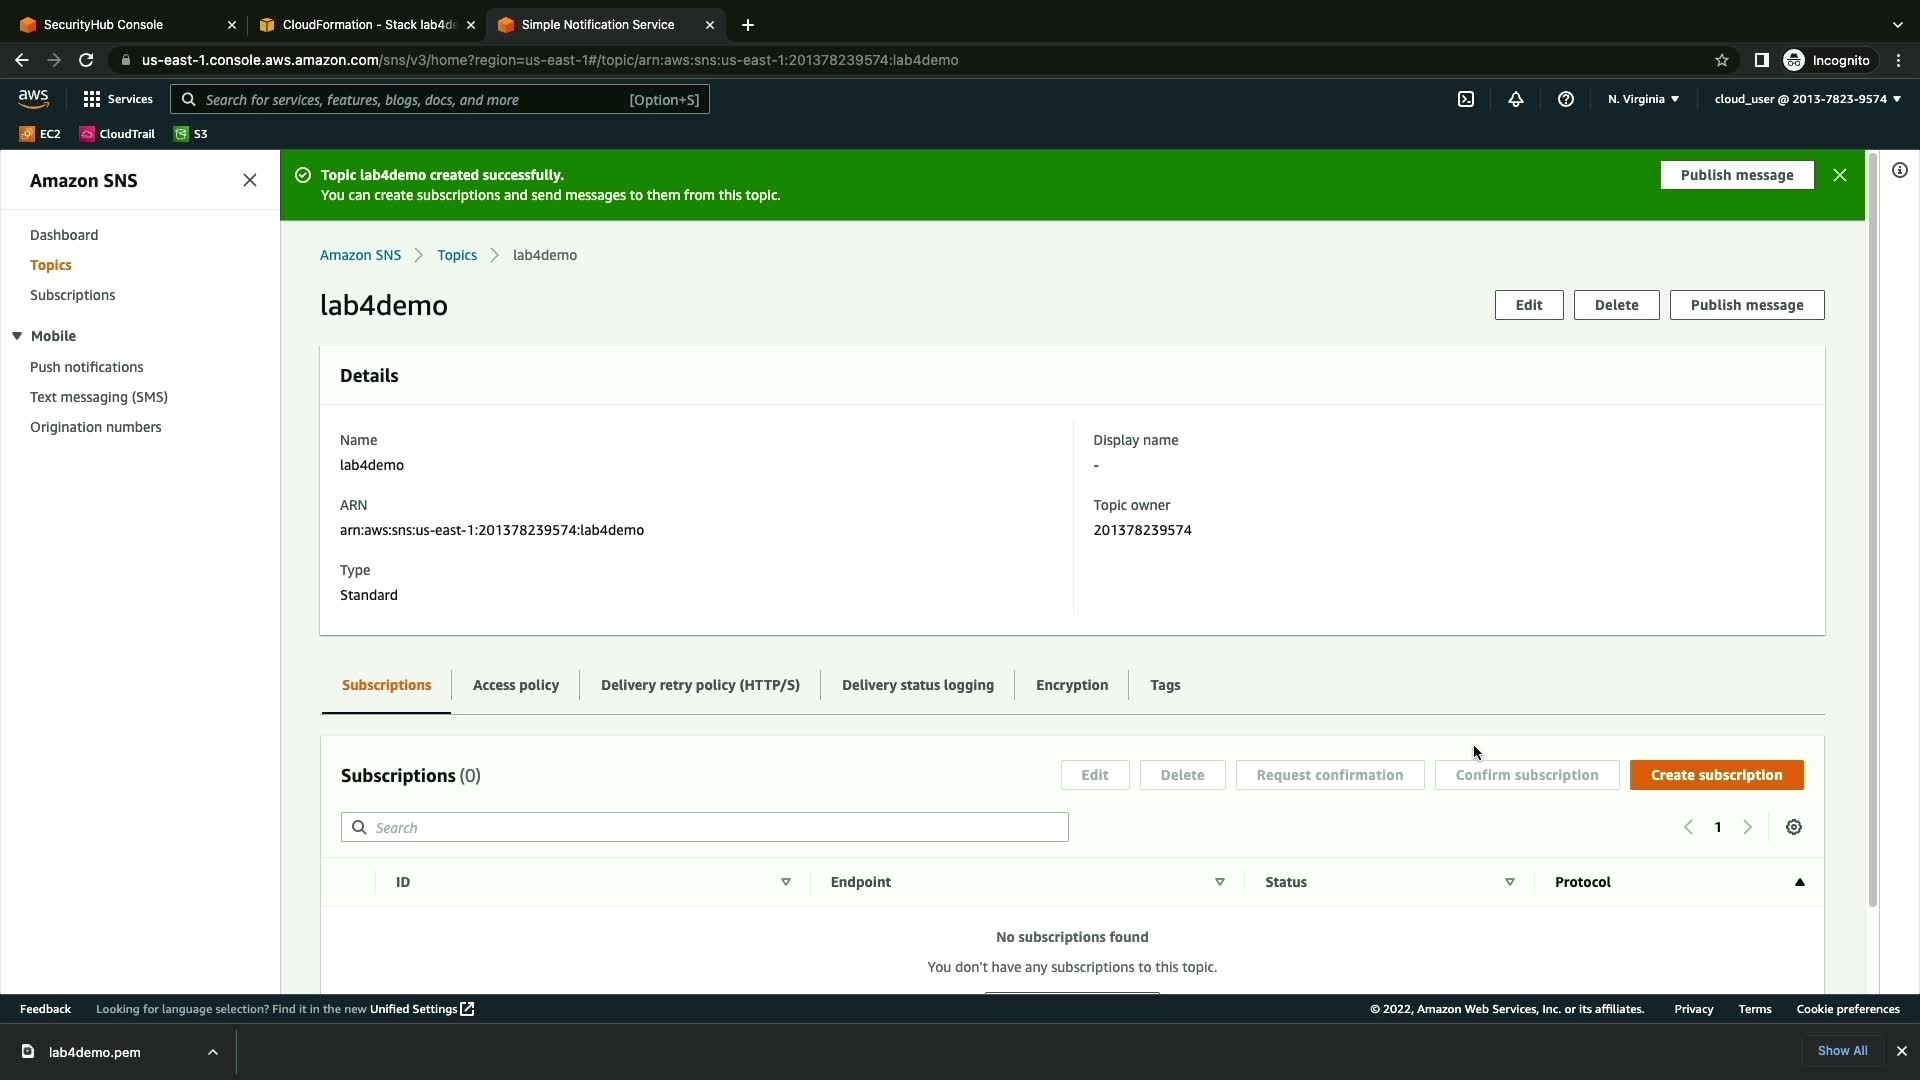 SecurityHub Console
CloudFormation - Stack lab4de
Simple Notification Service
us-east-1.console.aws.amazon.com/sns/v3/home?region=us-east-1#/topic/arn:aws:sns:us-east-1:201378239574:lab4demo
Incognito
aws
Services
Search for services, features, blogs, docs, and more
[Option+S]
N. Virginia
cloud_user @ 2013-7823-9574
EC2
CloudTrail
S3
Amazon SNS
Dashboard
Topics
Subscriptions
Mobile
Push notifications
Text messaging (SMS)
Origination numbers
Topic lab4demo created successfully.
You can create subscriptions and send messages to them from this topic.
Publish message
Amazon SNS
Topics
lab4demo
lab4demo
Edit
Delete
Publish message
Details
Name
lab4demo
ARN
arn:aws:sns:us-east-1:201378239574:lab4demo
Type
Standard
Display name
-
Topic owner
201378239574
Subscriptions
Access policy
Delivery retry policy (HTTP/S)
Delivery status logging
Encryption
Tags
Subscriptions (0)
Edit
Delete
Request confirmation
Confirm subscription
Create subscription
Search
1
ID
Endpoint
Status
Protocol
No subscriptions found
You don't have any subscriptions to this topic.
Feedback
Looking for language selection? Find it in the new Unified Settings
© 2022, Amazon Web Services, Inc. or its affiliates.
Privacy
Terms
Cookie preferences
lab4demo.pem
Show All